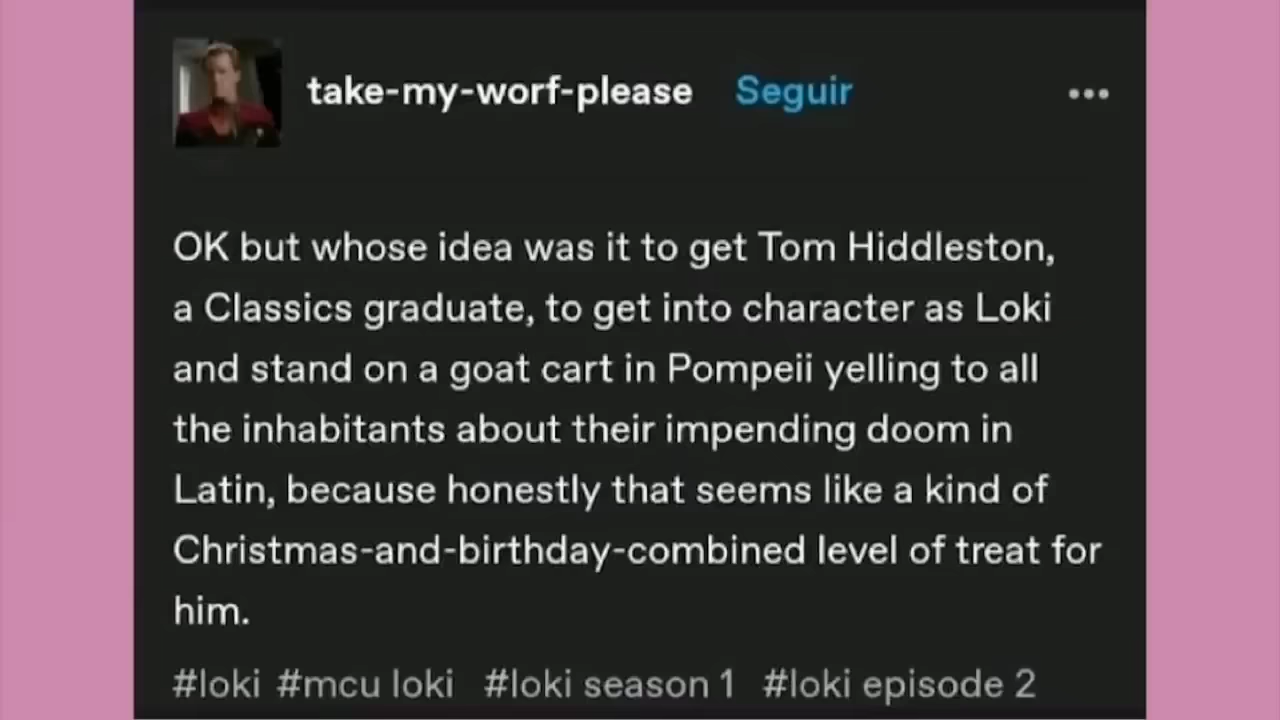 take-my-worf-please Seguir
OK but whose idea was it to get Tom Hiddleston,
a Classics graduate, to get into character as Loki
and stand on a goat cart in Pompeii yelling to all
the inhabitants about their impending doom in
Latin, because honestly that seems like a kind of
Christmas-and-birthday-combined level of treat for
him.
#loki #mcu loki #loki season 1 #loki episode 2